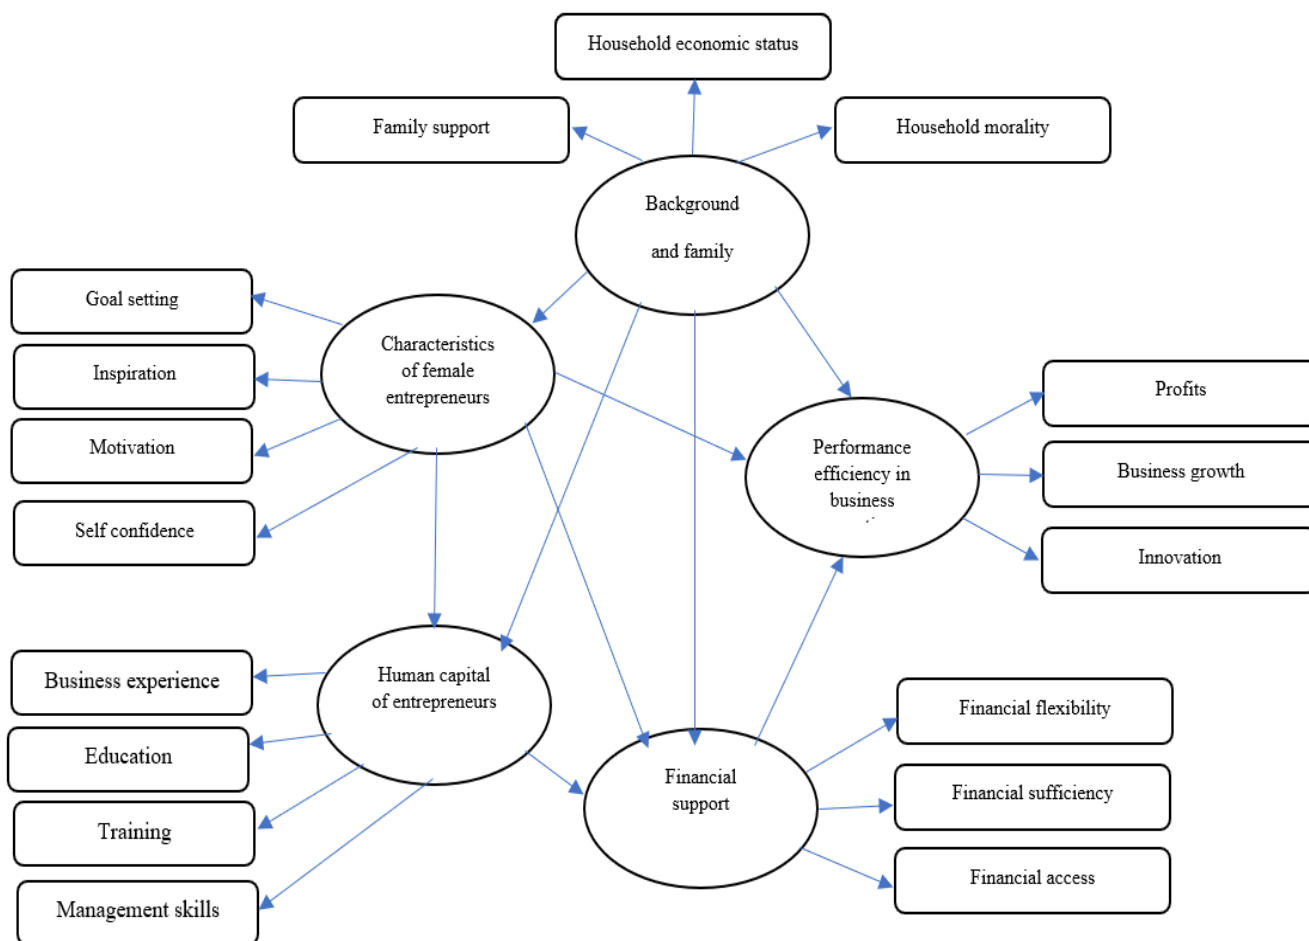 Household economic status
Family support
Household morality
Background
and family
Goal setting
Inspiration
Motivation
Self confidence
Characteristics
of female
entrepreneurs
Profits
Business growth
Innovation
Performance
efficiency in
business
Business experience
Education
Training
Management skills
Human capital
of entrepreneurs
Financial
support
Financial flexibility
Financial sufficiency
Financial access